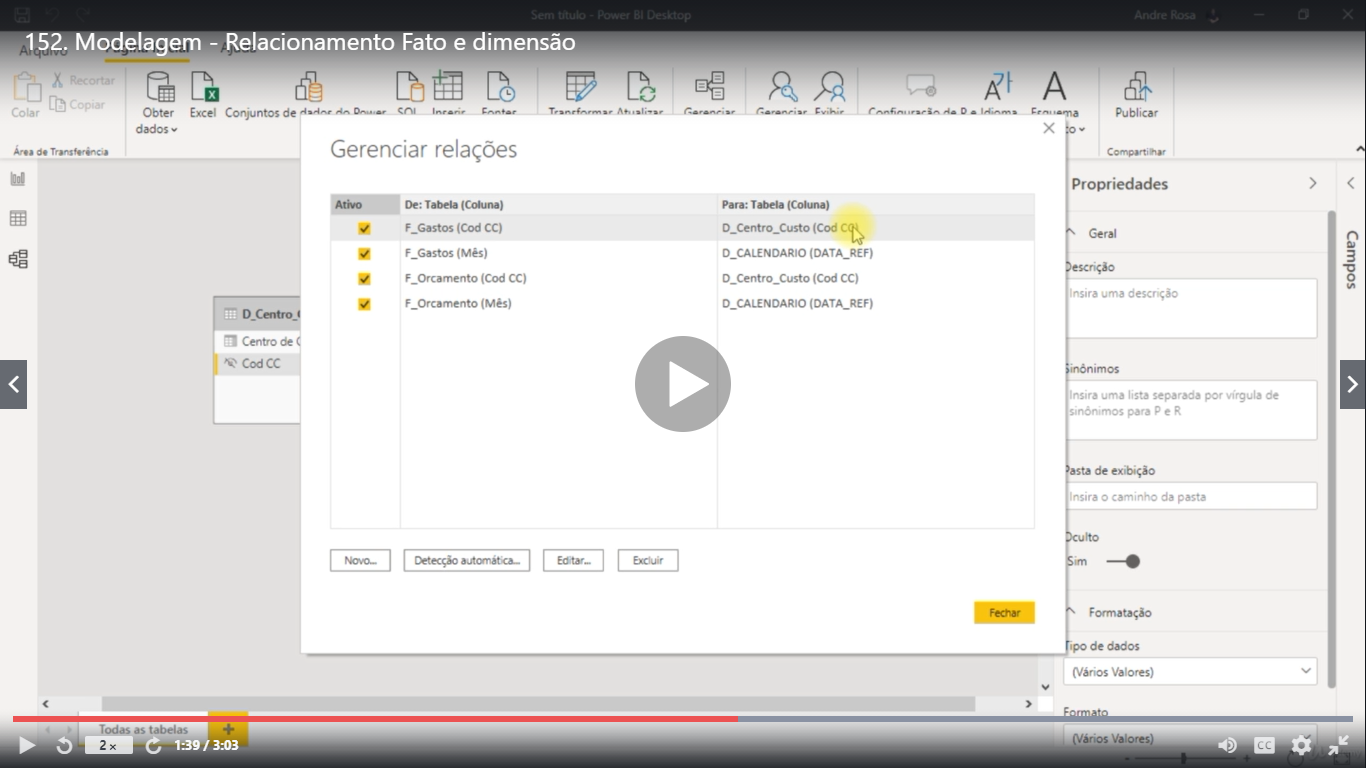 Sem título - Power BI Desktop
Andre Rosa
152. Modelagem - Relacionamento Fato e dimensão
Arquivo
Colar
Recortar
Copiar
Obter dados
Excel
Conjuntos de dados do Power
SQL
Inserir
Fontes
Transformar
Atualizar
Gerenciar
Gerenciar
Exibir
Configuração de P e R
Idioma
Esquema
Publicar
Área de Transferência
Compartilhar
Gerenciar relações
Ativo De: Tabela (Coluna) Para: Tabela (Coluna)
F_Gastos (Cod CC) D_Centro_Custo (Cod CC)
F_Gastos (Mês) D_CALENDARIO (DATA_REF)
F_Orcamento (Cod CC) D_Centro_Custo (Cod CC)
F_Orcamento (Mês) D_CALENDARIO (DATA_REF)
Novo...
Detecção automática...
Editar...
Excluir
Fechar
D_Centro_
Centro de
Cod CC
Propriedades
Geral
Descrição
Insira uma descrição
Sinônimos
Insira uma lista separada por vírgula de
sinônimos para P e R
Pasta de exibição
Insira o caminho da pasta
Oculto
Sim
Formatação
Tipo de dados
(Vários Valores)
Formato
(Vários Valores)
Campos
Todas as tabelas
+
2x
1:39 / 3:03
CC